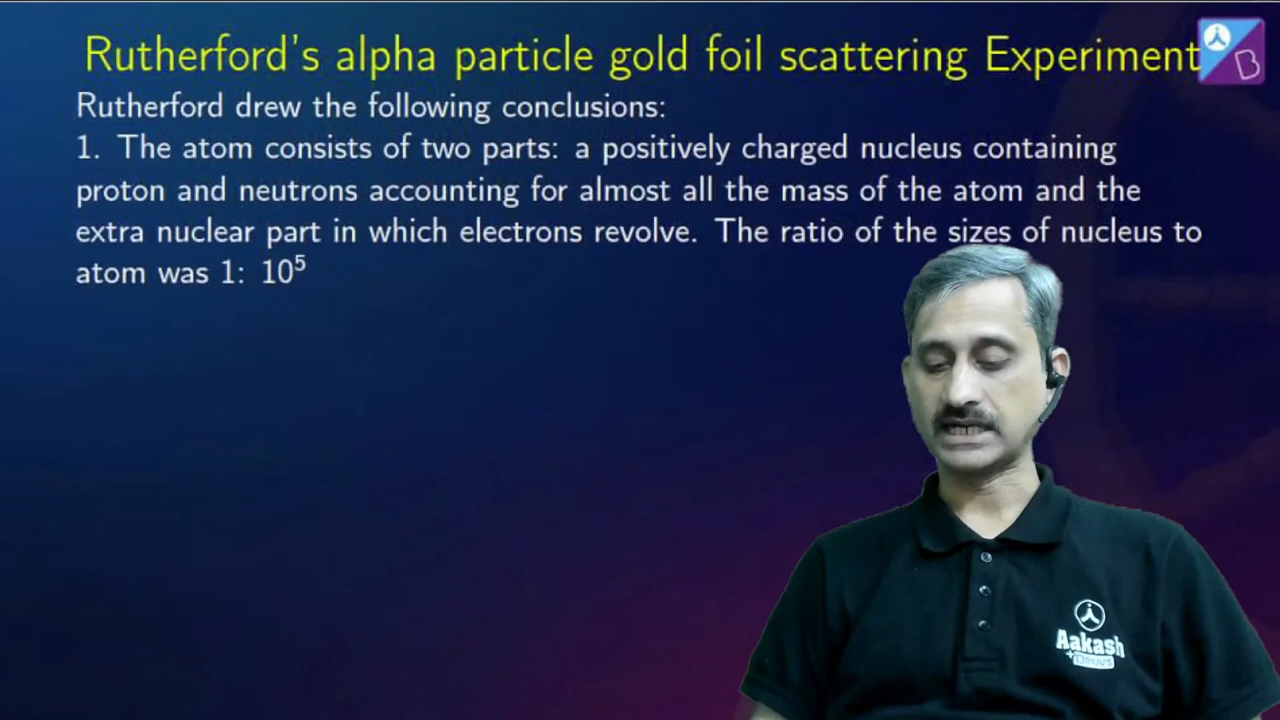 Rutherford's alpha particle gold foil scattering Experiment
Rutherford drew the following conclusions:
1. The atom consists of two parts: a positively charged nucleus containing
proton and neutrons accounting for almost all the mass of the atom and the
extra nuclear part in which electrons revolve. The ratio of the sizes of nucleus to
atom was 1: 10⁵
B
Aakash